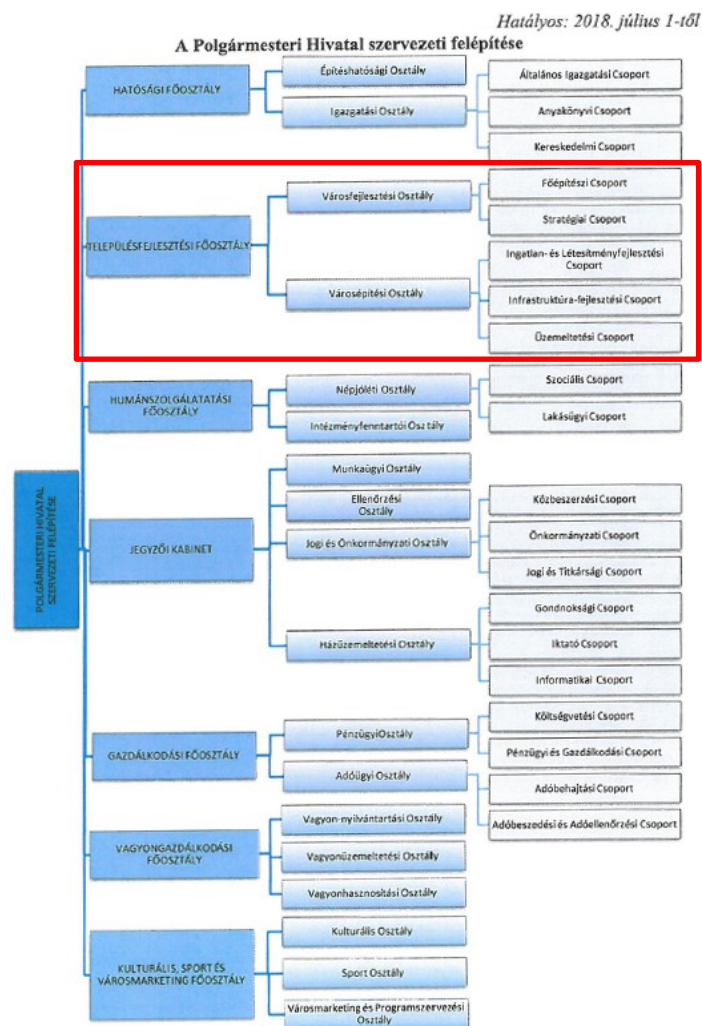 Hatályos: 2018. július 1-től
A Polgármesteri Hivatal szervezeti felépítése
POLGÁRMESTERI HIVATAL
SZERVEZETI FELÉPÍTÉSE
HATÓSÁGI FŐOSZTÁLY
Építéshatósági Osztály
Igazgatási Osztály
Általános Igazgatási Csoport
Anyakönyvi Csoport
Kereskedelmi Csoport
TELEPÜLÉSFEJLESZTÉSI FŐOSZTÁLY
Városfejlesztési Osztály
Főépítészi Csoport
Stratégiai Csoport
Városépítési Osztály
Ingatlan- és Létesítményfejlesztési
Csoport
Infrastruktúra-fejlesztési Csoport
Üzemeltetési Csoport
HUMÁNSZOLGÁLATATÁSI
FŐOSZTÁLY
Népjóléti Osztály
Szociális Csoport
Lakásügyi Csoport
Intézményfenntartói Osztály
JEGYZŐI KABINET
Munkaügyi Osztály
Ellenőrzési
Osztály
Jogi és Önkormányzati Osztály
Közbeszerzési Csoport
Önkormányzati Csoport
Jogi és Titkársági Csoport
Házüzemeltetési Osztály
Gondnoksági Csoport
Iktató Csoport
Informatikai Csoport
GAZDÁLKODÁSI FŐOSZTÁLY
PénzügyiOsztály
Költségvetési Csoport
Pénzügyi és Gazdálkodási Csoport
Adóügyi Osztály
Adóbehajtási Csoport
Adóbeszedési és Adóellenőrzési Csoport
VAGYONGAZDÁLKODÁSI
FŐOSZTÁLY
Vagyon-nyilvántartási Osztály
Vagyonüzemeltetési Osztály
Vagyonhasznosítási Osztály
KULTURÁLIS, SPORT ÉS
VÁROSMARKETING FŐOSZTÁLY
Kulturális Osztály
Sport Osztály
Városmarketing és Programszervezési
Osztály